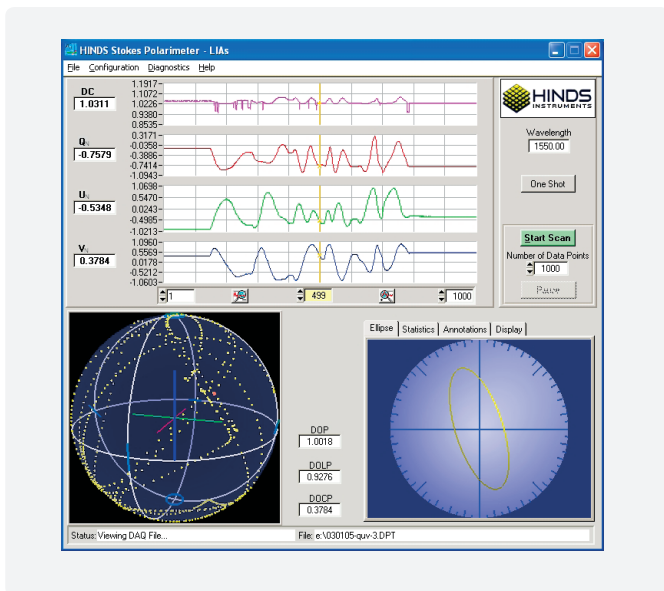 HINDS Stokes Polarimeter - LIAs
File Configuration Diagnostics Help
DC
1.0311
1.1917
1.1072
1.0226
0.9380
0.8535
QN
-0.7579
0.3171
-0.0358
-0.3886
-0.7414
-1.0943
UN
-0.5348
1.0698
0.5470
0.0243
-0.4985
-1.0213
VN
0.3784
1.0960
0.5569
0.0178
-0.5212
-1.0603
1
499
1000
HINDS
INSTRUMENTS
Wavelength
1550.00
One Shot
Start Scan
Number of Data Points
1000
Pause
DOP
1.0018
DOLP
0.9276
DOCP
0.3784
Ellipse Statistics Annotations Display
Status: Viewing DAQ File...
File: e:\030105-quv-3.DPT